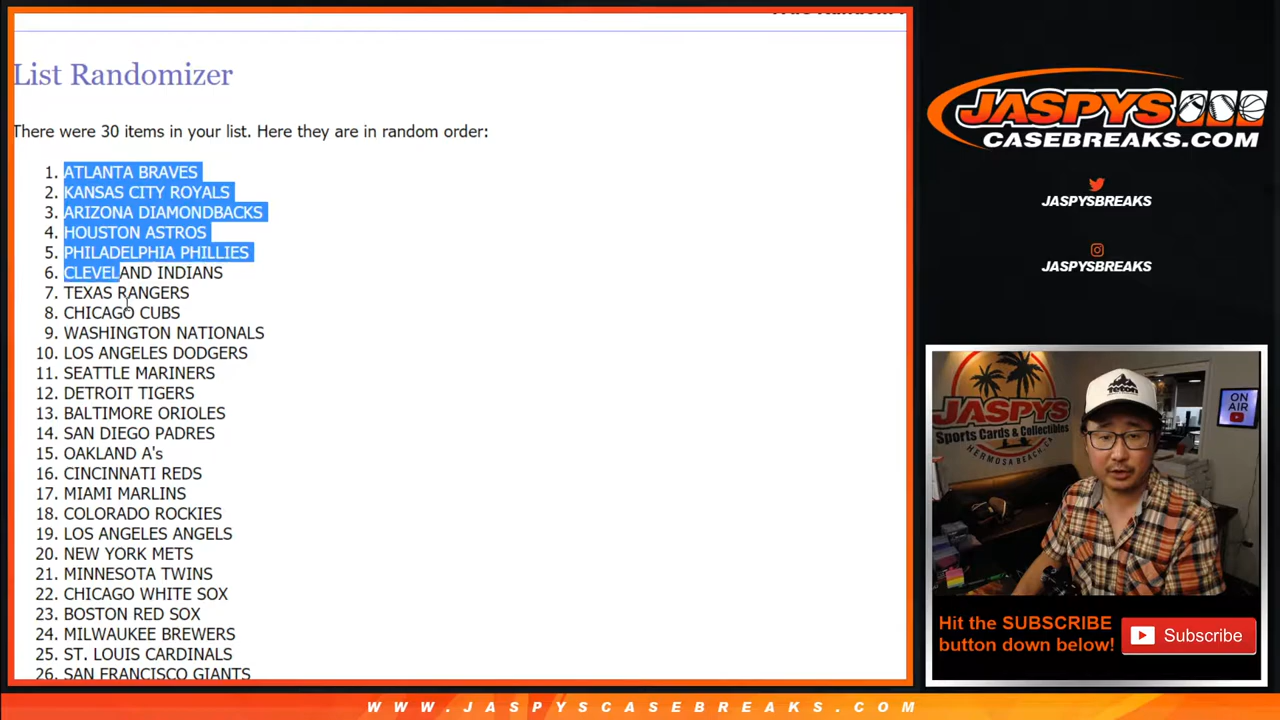 List Randomizer
There were 30 items in your list. Here they are in random order:
1. ATLANTA BRAVES
2. KANSAS CITY ROYALS
3. ARIZONA DIAMONDBACKS
4. HOUSTON ASTROS
5. PHILADELPHIA PHILLIES
6. CLEVELAND INDIANS
7. TEXAS RANGERS
8. CHICAGO CUBS
9. WASHINGTON NATIONALS
10. LOS ANGELES DODGERS
11. SEATTLE MARINERS
12. DETROIT TIGERS
13. BALTIMORE ORIOLES
14. SAN DIEGO PADRES
15. OAKLAND A's
16. CINCINNATI REDS
17. MIAMI MARLINS
18. COLORADO ROCKIES
19. LOS ANGELES ANGELS
20. NEW YORK METS
21. MINNESOTA TWINS
22. CHICAGO WHITE SOX
23. BOSTON RED SOX
24. MILWAUKEE BREWERS
25. ST. LOUIS CARDINALS
26. SAN FRANCISCO GIANTS
JASPYS
CASEBREAKS.COM
JASPYSBREAKS
JASPYSBREAKS
JASPYS
Sports Cards & Collectibles
HERMOSA BEACH, CA
teton
ON
AIR
Hit the SUBSCRIBE
button down below!
Subscribe
WWW.JASPYSCASEBREAKS.COM